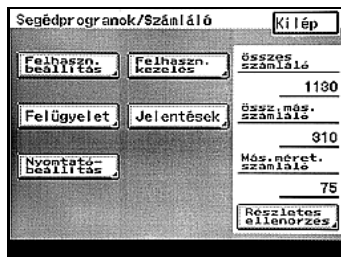 Segédprogramok/Számláló
Kilép
Felhaszn.
beállítás
Felhaszn.
kezelés
összes
számláló
1130
Felügyelet
Jelentések
össz.más.
számláló
310
Nyomtató-
beállítás
Más.méret.
számláló
75
Részletes
ellenőrzés